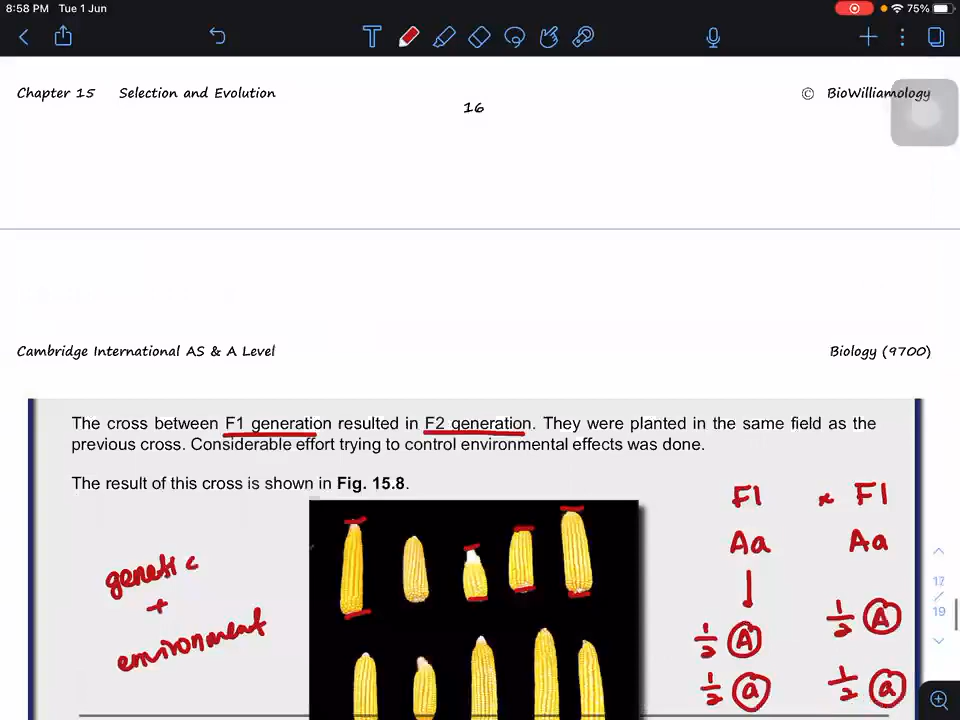 8:58 PM Tue 1 Jun
75%
T
Chapter 15 Selection and Evolution
© BioWilliamology
16
Cambridge International AS & A Level
Biology (9700)
The cross between F1 generation resulted in F2 generation. They were planted in the same field as the
previous cross. Considerable effort trying to control environmental effects was done.
The result of this cross is shown in Fig. 15.8.
F1 × F1
Aa Aa
genetic
+
environment
1/2 A 1/2 A
1/2 a 1/2 a
17
/
19